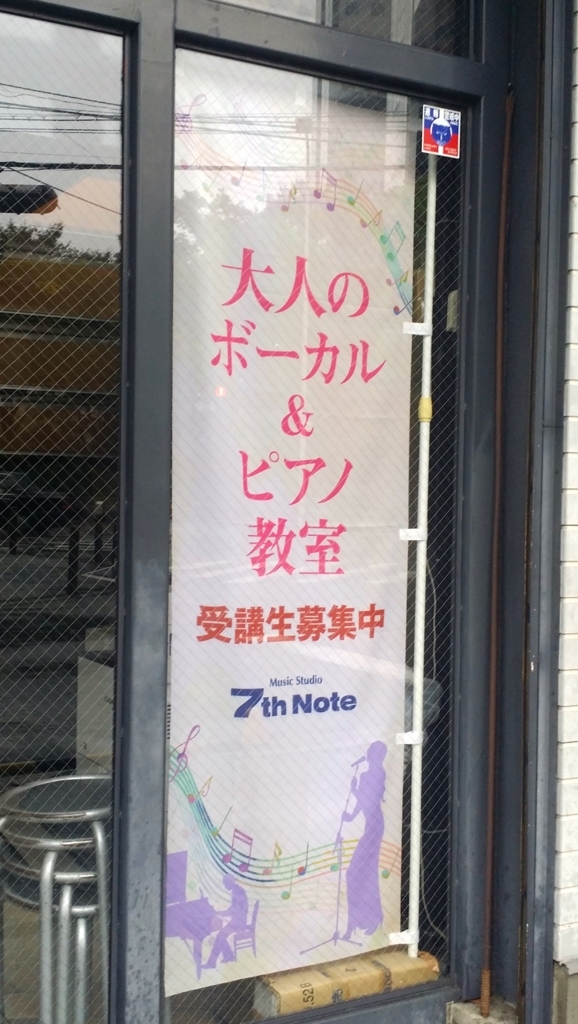 大人の
ボーカル
&
ピアノ
教室
受講生募集中
Music Studio
7th Note